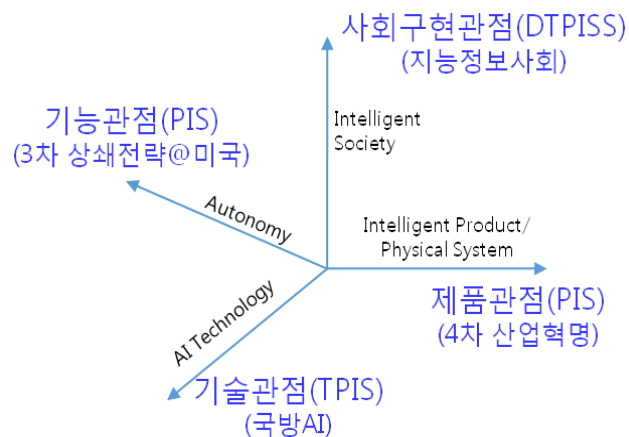 사회구현관점(DTPISS)
(지능정보사회)
Intelligent
Society
기능관점(PIS)
(3차 상쇄전략@미국)
Autonomy
Intelligent Product/
Physical System
제품관점(PIS)
(4차 산업혁명)
AI Technology
기술관점(TPIS)
(국방AI)